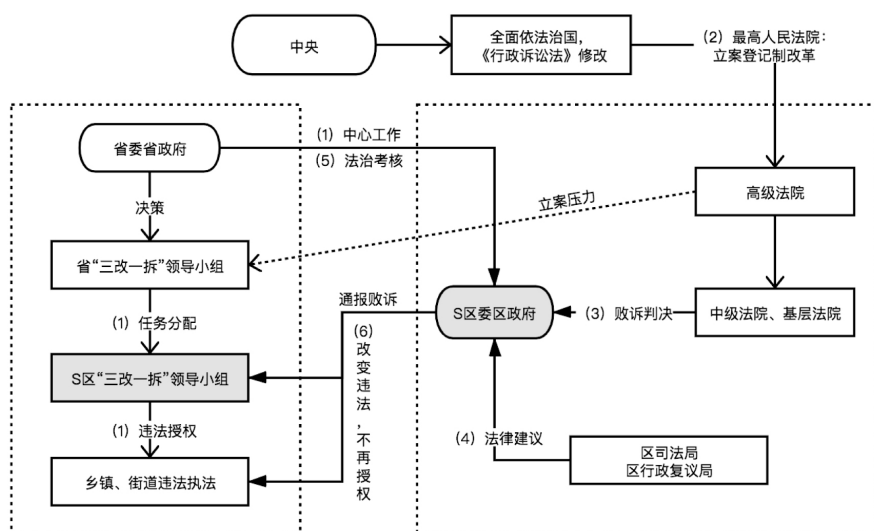 中央
全面依法治国，
《行政诉讼法》修改
（2）最高人民法院：
立案登记制改革
省委省政府
（1）中心工作
（5）法治考核
决策
立案压力
高级法院
省“三改一拆”领导小组
（1）任务分配
通报败诉
S区委区政府
（3）败诉判决
中级法院、基层法院
S区“三改一拆”领导小组
（6）改变违法，不再授权
（1）违法授权
（4）法律建议
区司法局
区行政复议局
乡镇、街道违法执法